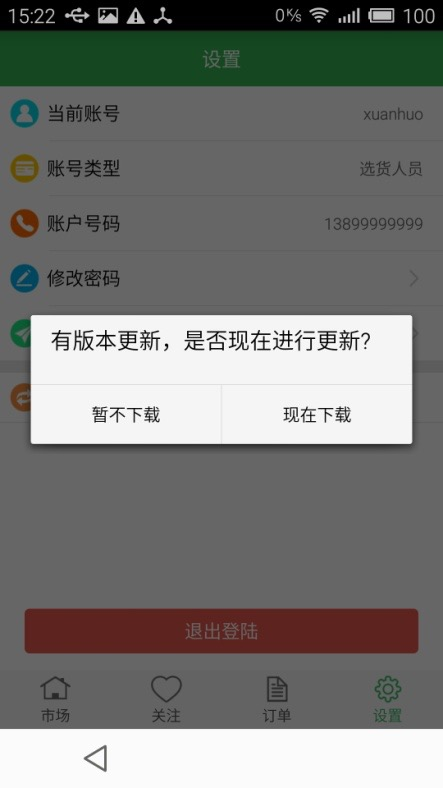 15:22 0K/s 100
设置
当前账号 xuanhuo
账号类型 选货人员
账户号码 13899999999
修改密码
有版本更新，是否现在进行更新?
暂不下载 现在下载
退出登陆
市场 关注 订单 设置